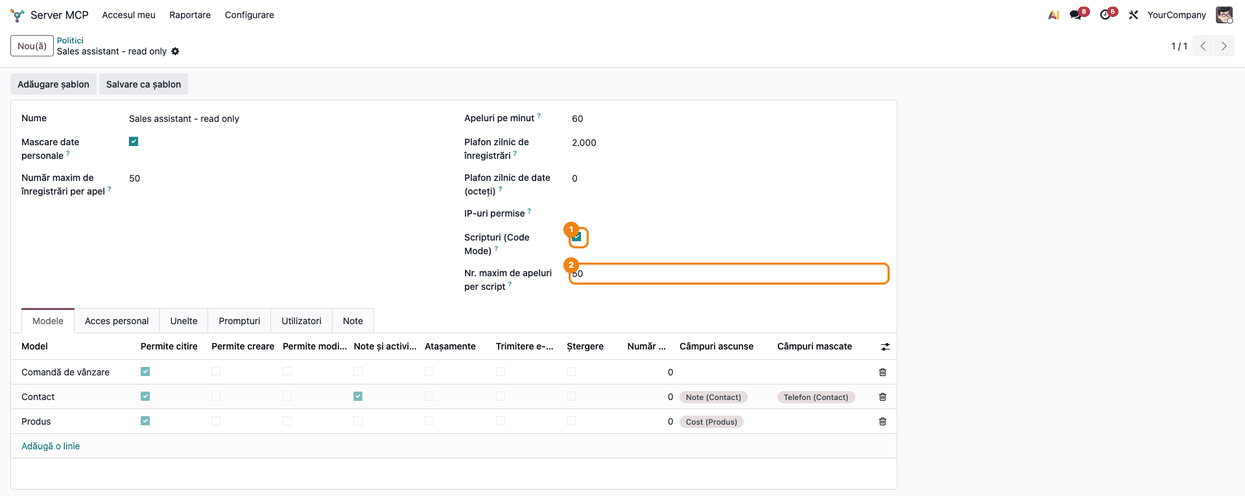 Server MCP Accesul meu Raportare Configurare AI 8 6 YourCompany
Nou(ă) Politici
Sales assistant - read only 1 / 1
Adăugare șablon Salvare ca șablon
Nume Sales assistant - read only
Mascare date
personale ?
Număr maxim de
înregistrări per apel ? 50
Apeluri pe minut ? 60
Plafon zilnic de
înregistrări ? 2.000
Plafon zilnic de date
(octeți) ? 0
IP-uri permise ?
Scripturi (Code
Mode) ? 1
Nr. maxim de apeluri
per script ? 2 50
Modele Acces personal Unelte Prompturi Utilizatori Note
Model Permite citire Permite creare Permite modi... Note și activi... Atașamente Trimitere e-... Ștergere Număr ... Câmpuri ascunse Câmpuri mascate
Comandă de vânzare 0
Contact 0 Note (Contact) Telefon (Contact)
Produs 0 Cost (Produs)
Adăugă o linie